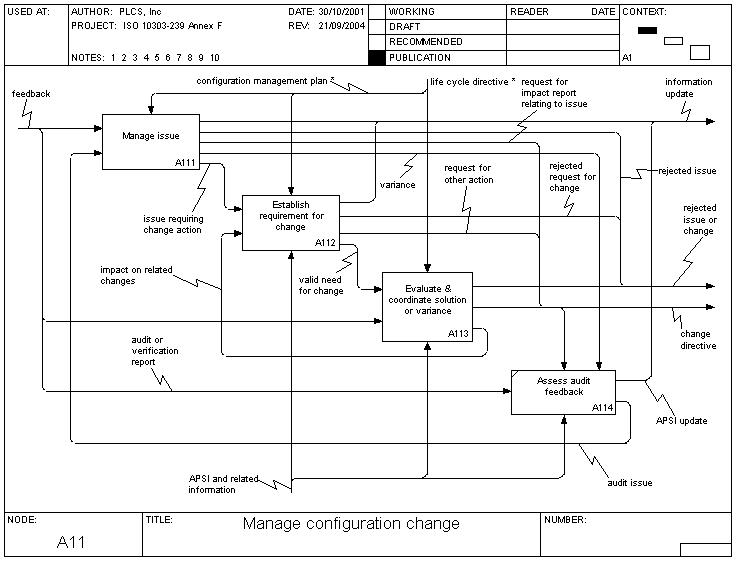 USED AT:
AUTHOR: PLCS, Inc
DATE: 30/10/2001
PROJECT: ISO 10303-239 Annex F
REV: 21/09/2004
NOTES: 1 2 3 4 5 6 7 8 9 10
WORKING
DRAFT
RECOMMENDED
PUBLICATION
READER DATE
CONTEXT:
A1
feedback
configuration management plan *
life cycle directive *
request for
impact report
relating to issue
information
update
Manage issue
A111
variance
request for
other action
rejected
request for
change
rejected issue
issue requiring
change action
Establish
requirement for
change
A112
rejected
issue or
change
impact on related
changes
valid need
for change
Evaluate &
coordinate solution
or variance
A113
change
directive
audit or
verification
report
Assess audit
feedback
A114
APSI update
APSI and related
information
audit issue
NODE:
A11
TITLE:
Manage configuration change
NUMBER: